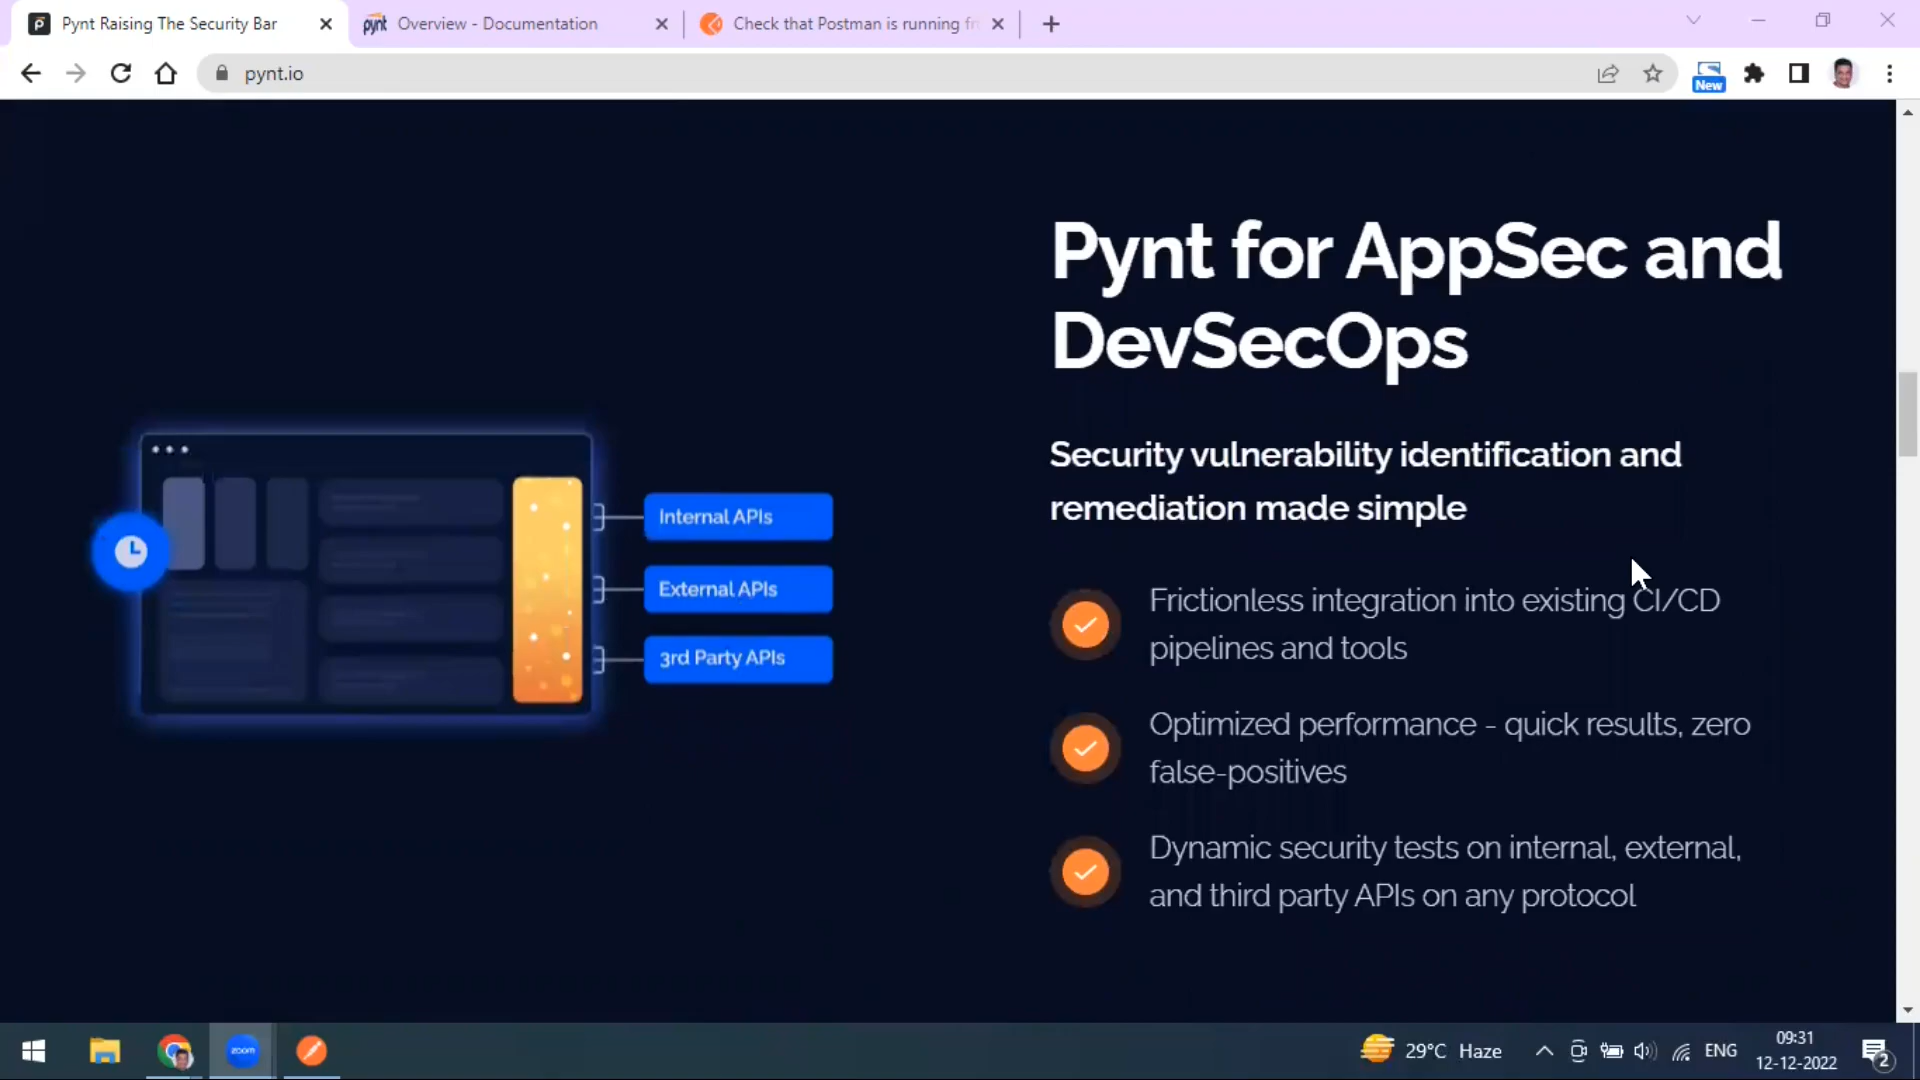 Pynt Raising The Security Bar
pynt
Overview - Documentation
Check that Postman is running fr
pynt.io
New
Pynt for AppSec and
DevSecOps
Security vulnerability identification and
remediation made simple
Internal APIs
External APIs
3rd Party APIs
Frictionless integration into existing CI/CD
pipelines and tools
Optimized performance - quick results, zero
false-positives
Dynamic security tests on internal, external,
and third party APIs on any protocol
zoom
29°C Haze
ENG
09:31
12-12-2022
2